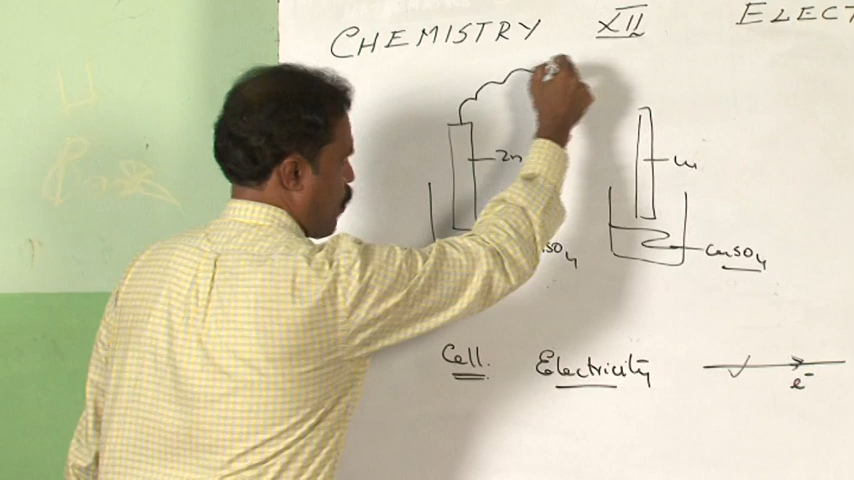 CHEMISTRY XII ELECT
Zn Cu
SO4 CuSO4
Cell. Electricity e-